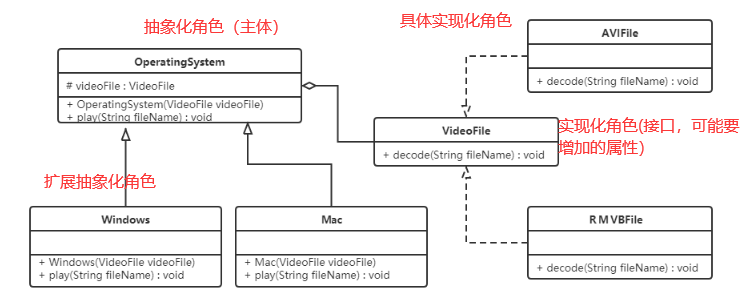 抽象化角色（主体）
OperatingSystem
# videoFile : VideoFile
+ OperatingSystem(VideoFile videoFile)
+ play(String fileName) : void
具体实现化角色
AVIFile
+ decode(String fileName) : void
VideoFile
+ decode(String fileName) : void
实现化角色(接口，可能要
增加的属性)
扩展抽象化角色
Windows
+ Windows(VideoFile videoFile)
+ play(String fileName) : void
Mac
+ Mac(VideoFile videoFile)
+ play(String fileName) : void
RMVBFile
+ decode(String fileName) : void